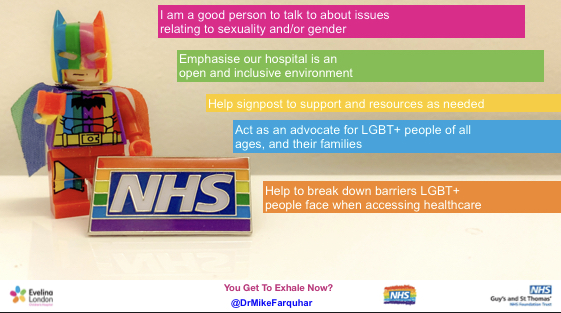 I am a good person to talk to about issues
relating to sexuality and/or gender
Emphasise our hospital is an
open and inclusive environment
Help signpost to support and resources as needed
Act as an advocate for LGBT+ people of all
ages, and their families
Help to break down barriers LGBT+
people face when accessing healthcare
NHS
Evelina
London
You Get To Exhale Now?
@DrMikeFarquhar
NHS
NHS
Guy's and St Thomas'
NHS Foundation Trust